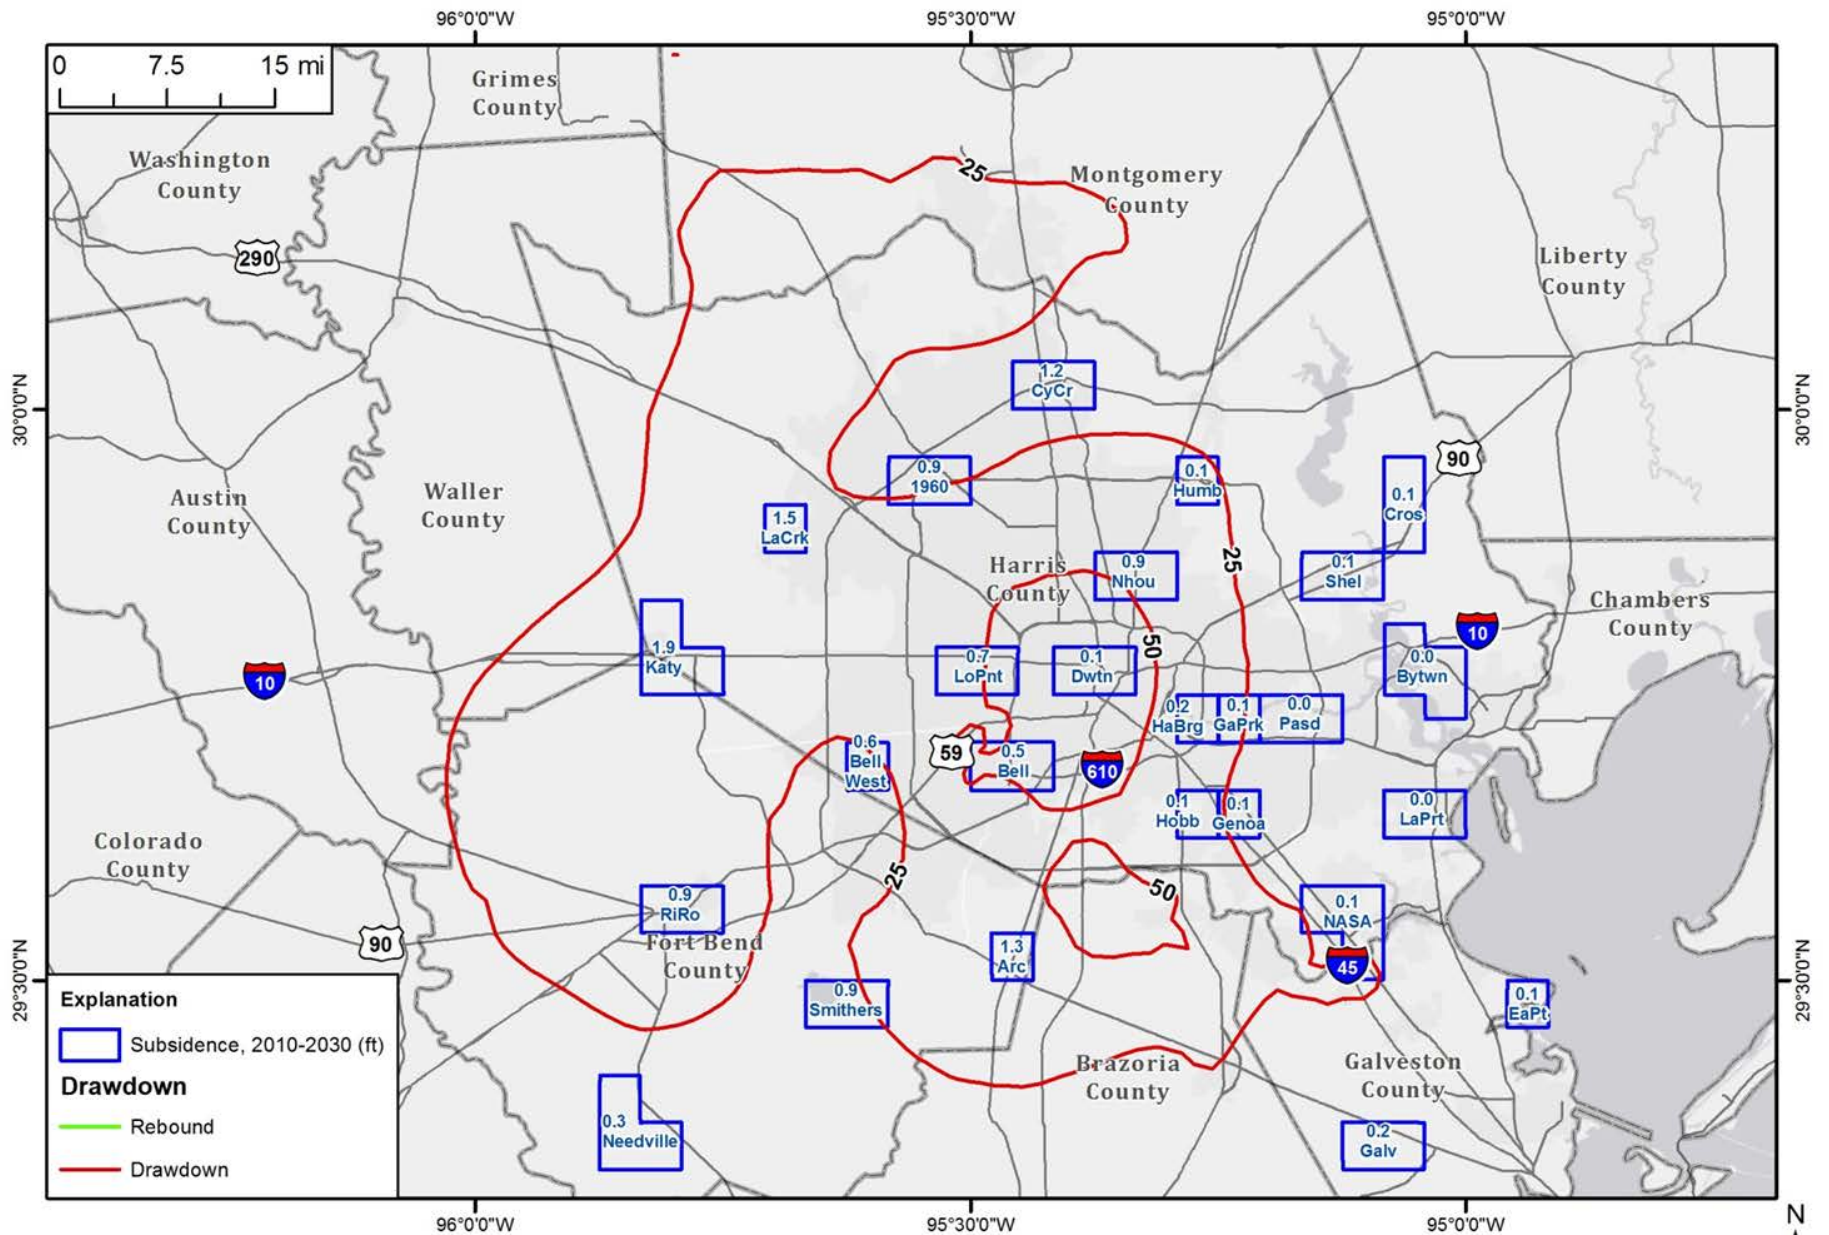 96°0'0"W
95°30'0"W
95°0'0"W
0 7.5 15 mi
Grimes
County
Washington
County
25
Montgomery
County
290
Liberty
County
30°0'0"N
30°0'0"N
1.2
CyCr
90
0.9
1960
0.1
Humb
Austin
County
Waller
County
0.1
Cros
1.5
LaCrk
Harris
County
0.9
Nhou
25
0.1
Shel
Chambers
County
10
10
1.9
Katy
0.7
LoPnt
0.1
Dwtn
50
0.0
Bytwn
0.2
HaBrg
0.1
GaPrk
0.0
Pasd
0.6
Bell
West
59
0.5
Bell
610
0.1
Hobb
0.1
Genoa
0.0
LaPrt
Colorado
County
25
50
0.9
RiRo
0.1
NASA
90
Fort Bend
County
1.3
Arc
45
29°30'0"N
29°30'0"N
0.9
Smithers
0.1
EaPt
Brazoria
County
Galveston
County
0.3
Needville
0.2
Galv
Explanation
Subsidence, 2010-2030 (ft)
Drawdown
Rebound
Drawdown
96°0'0"W
95°30'0"W
95°0'0"W
N